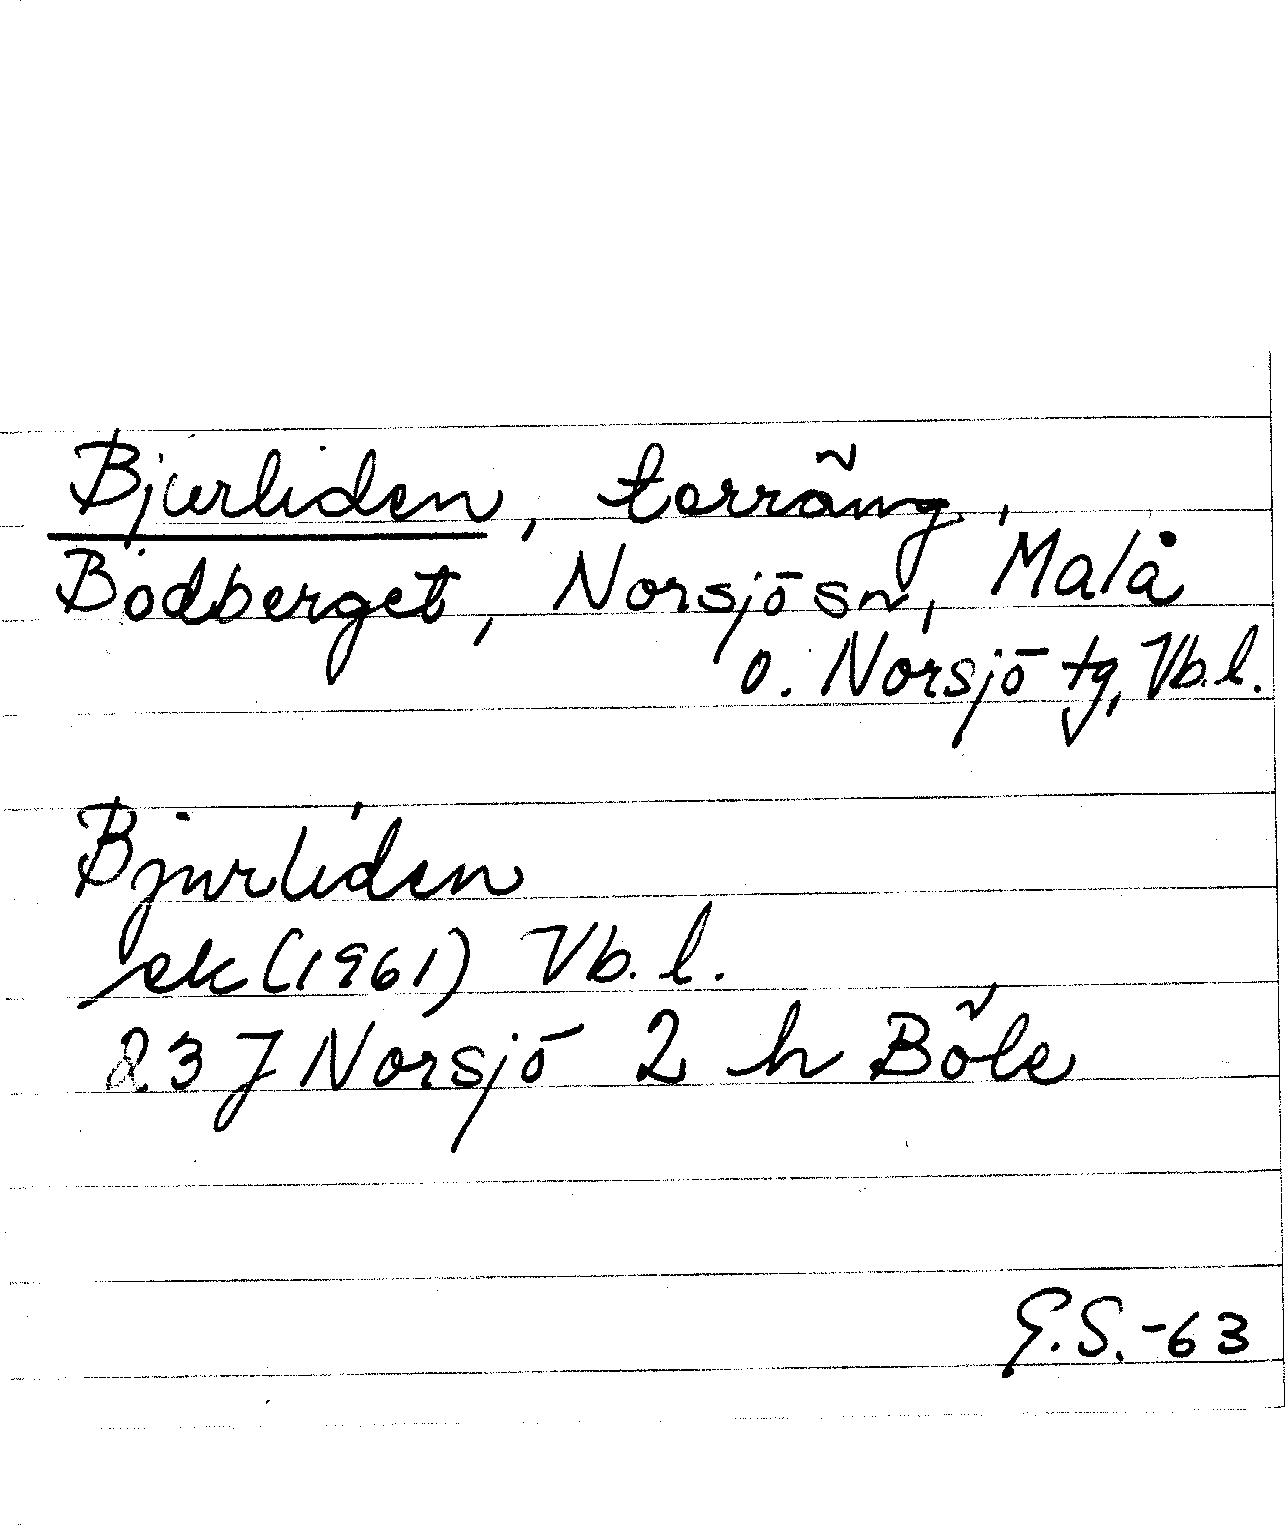 Bjurliden, terräng,
Bodberget, Norsjö sn, Malå
o. Norsjö tg, Vb.l.
Bjurliden
ek (1961) Vb.l.
23 J Norsjö 2 h Böle
G.S.-63